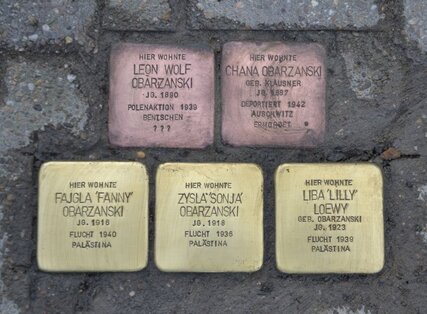 HIER WOHNTE
LEON WOLF
OBARZANSKI
JG. 1890
POLENAKTION 1939
BENTSCHEN
? ? ?
HIER WOHNTE
CHANA OBARZANSKI
GEB. KLAUSNER
JG. 1887
DEPORTIERT 1942
AUSCHWITZ
ERMORDET
HIER WOHNTE
FAJGLA 'FANNY'
OBARZANSKI
JG. 1916
FLUCHT 1940
PALÄSTINA
HIER WOHNTE
ZYSLA 'SONJA'
OBARZANSKI
JG. 1918
FLUCHT 1936
PALÄSTINA
HIER WOHNTE
LIBA 'LILLY'
LOEWY
GEB. OBARZANSKI
JG. 1923
FLUCHT 1939
PALÄSTINA